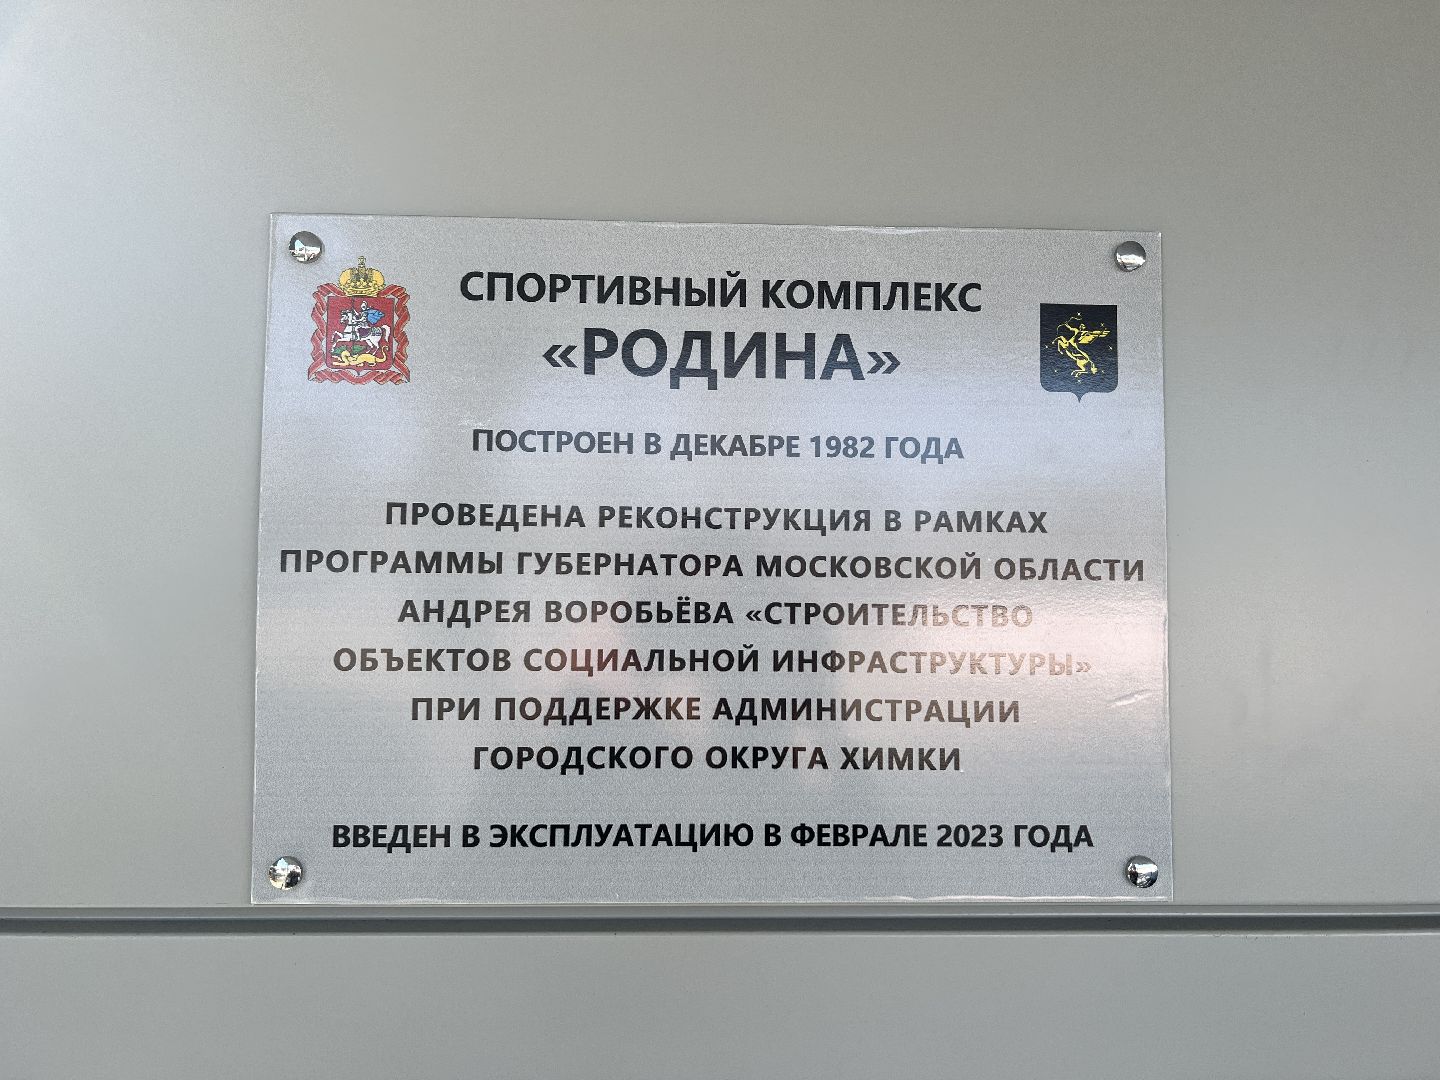 СПОРТИВНЫЙ КОМПЛЕКС
«РОДИНА»
ПОСТРОЕН В ДЕКАБРЕ 1982 ГОДА
ПРОВЕДЕНА РЕКОНСТРУКЦИЯ В РАМКАХ
ПРОГРАММЫ ГУБЕРНАТОРА МОСКОВСКОЙ ОБЛАСТИ
АНДРЕЯ ВОРОБЬЁВА «СТРОИТЕЛЬСТВО
ОБЪЕКТОВ СОЦИАЛЬНОЙ ИНФРАСТРУКТУРЫ»
ПРИ ПОДДЕРЖКЕ АДМИНИСТРАЦИИ
ГОРОДСКОГО ОКРУГА ХИМКИ
ВВЕДЕН В ЭКСПЛУАТАЦИЮ В ФЕВРАЛЕ 2023 ГОДА